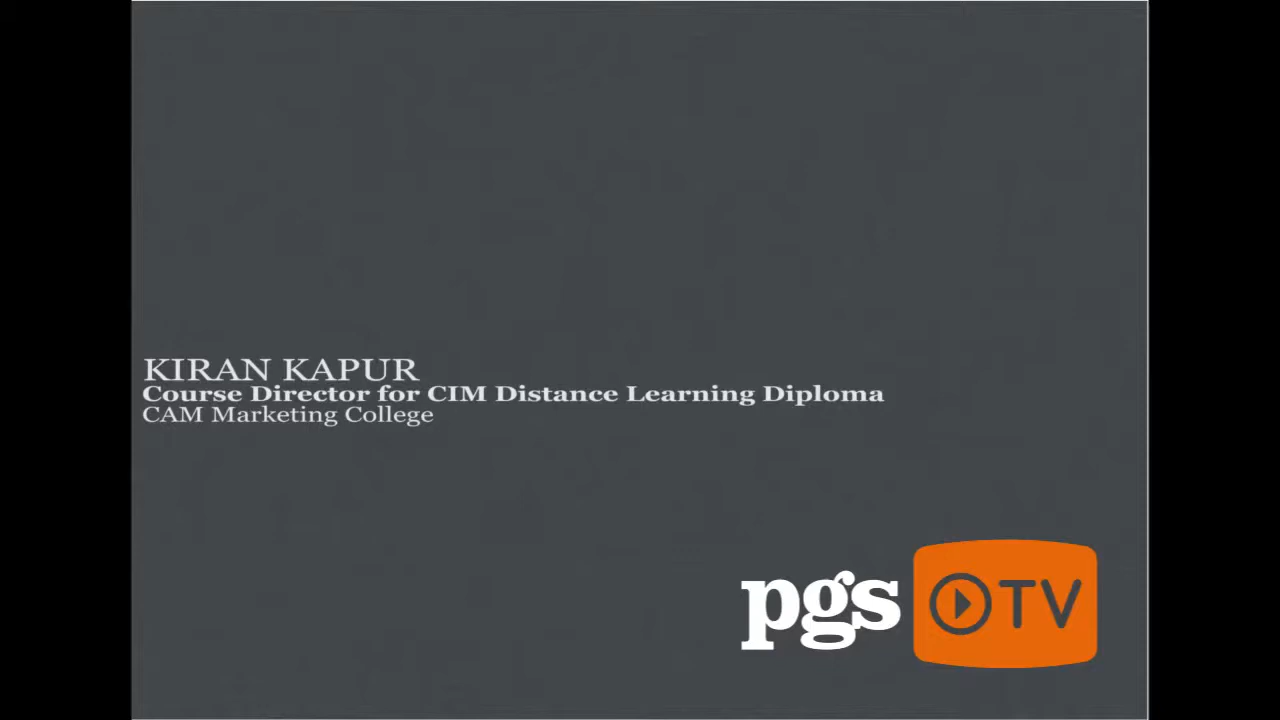 KIRAN KAPUR
Course Director for CIM Distance Learning Diploma
CAM Marketing College
pgs TV